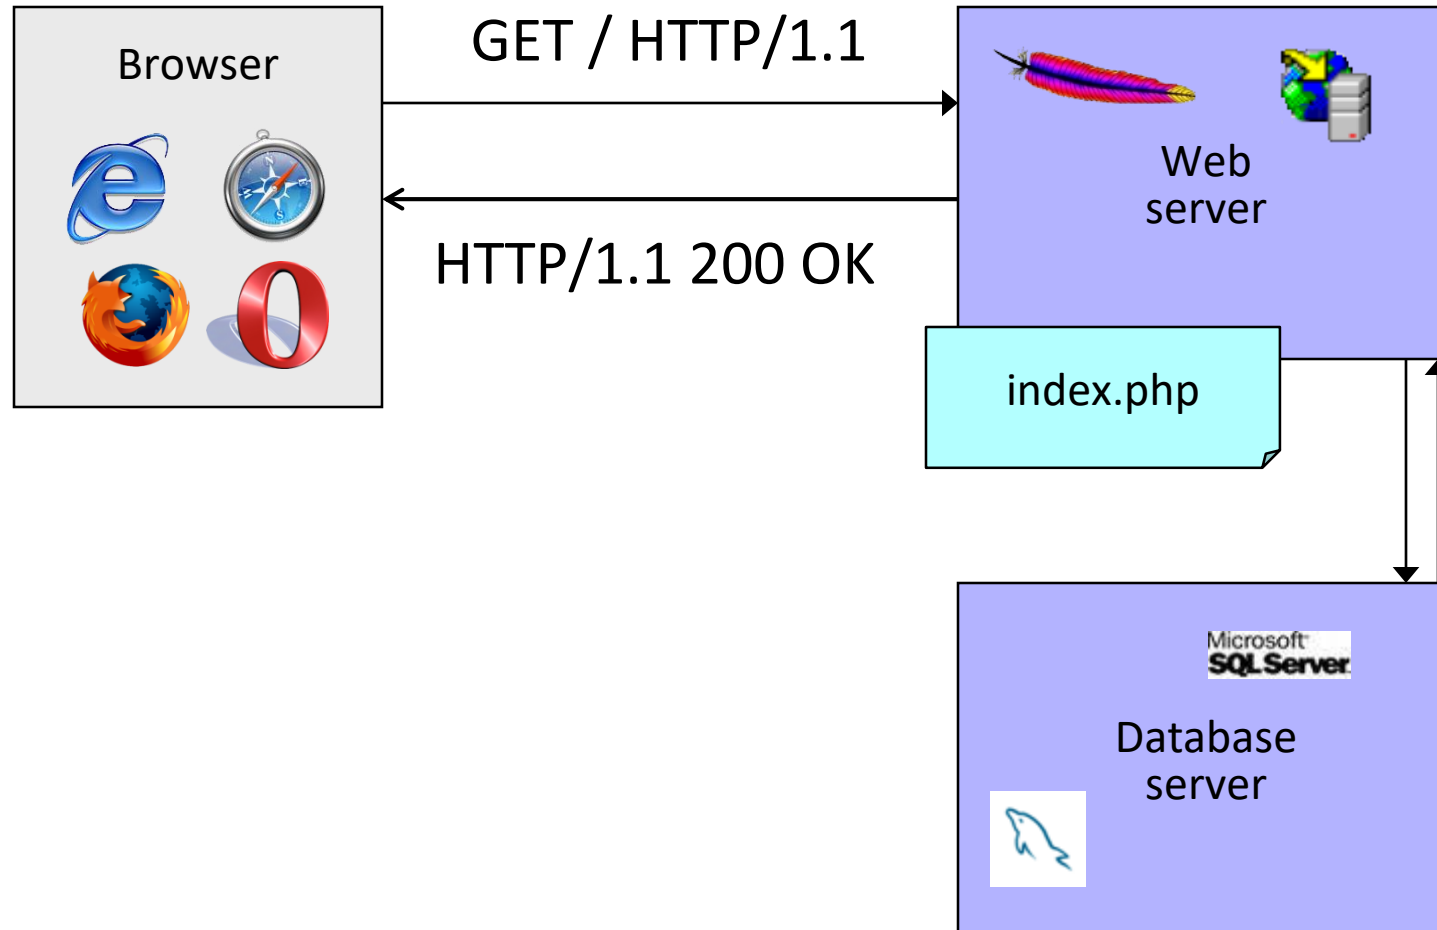 Browser
GET / HTTP/1.1
Web
server
HTTP/1.1 200 OK
index.php
Microsoft
SQL Server
Database
server